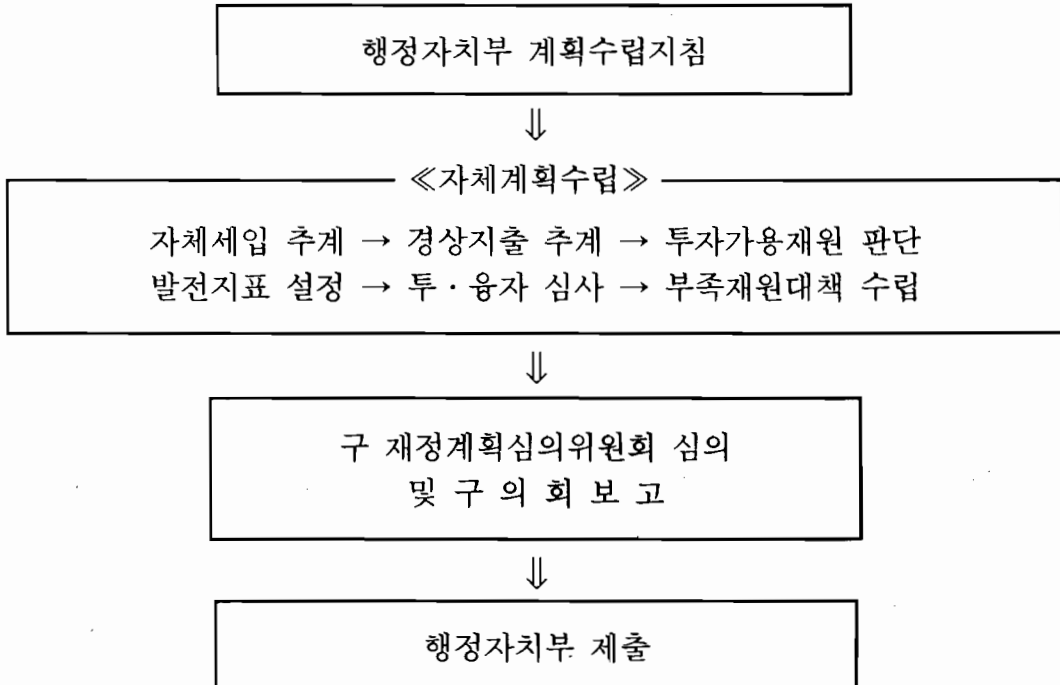 행정자치부 계획수립지침
⇓
≪자체계획수립≫
자체세입 추계 → 경상지출 추계 → 투자가용재원 판단
발전지표 설정 → 투·융자 심사 → 부족재원대책 수립
⇓
구 재정계획심의위원회 심의
및 구 의 회 보 고
⇓
행정자치부 제출